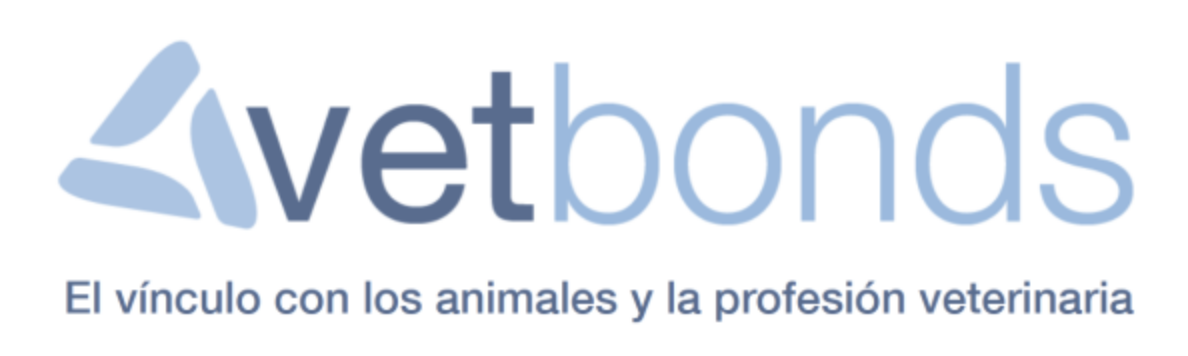 vetbonds
El vínculo con los animales y la profesión veterinaria